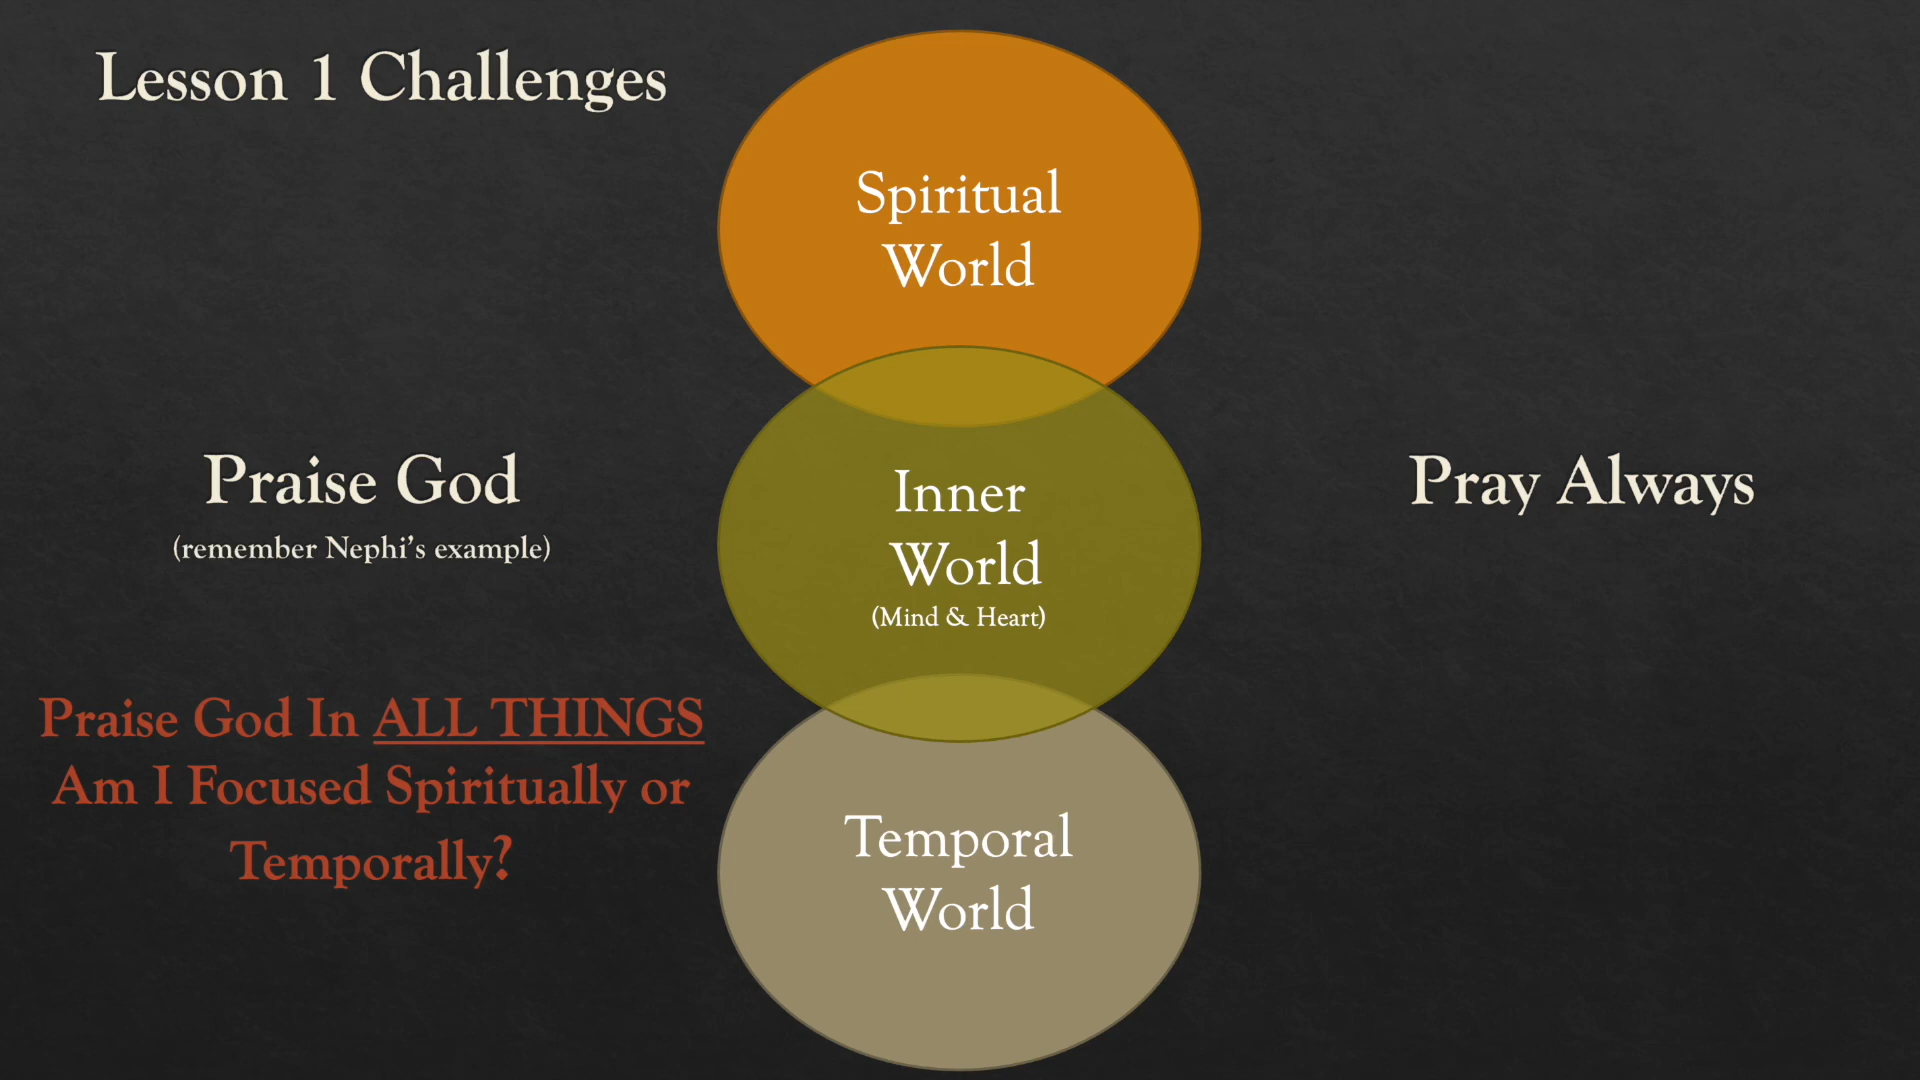 Lesson 1 Challenges
Spiritual
World
Praise God
(remember Nephi's example)
Inner
World
(Mind & Heart)
Pray Always
Praise God In ALL THINGS
Am I Focused Spiritually or
Temporally?
Temporal
World